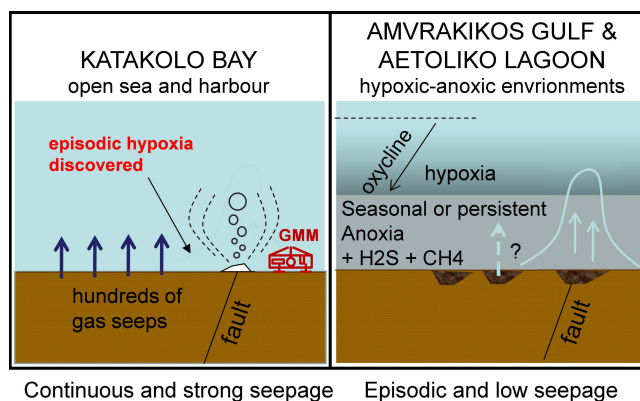 KATAKOLO BAY
open sea and harbour
episodic hypoxia
discovered
GMM
hundreds of
gas seeps
fault
Continuous and strong seepage
AMVRAKIKOS GULF &
AETOLIKO LAGOON
hypoxic-anoxic envrionments
oxycline
hypoxia
Seasonal or persistent
Anoxia
+ H2S + CH4
?
fault
Episodic and low seepage